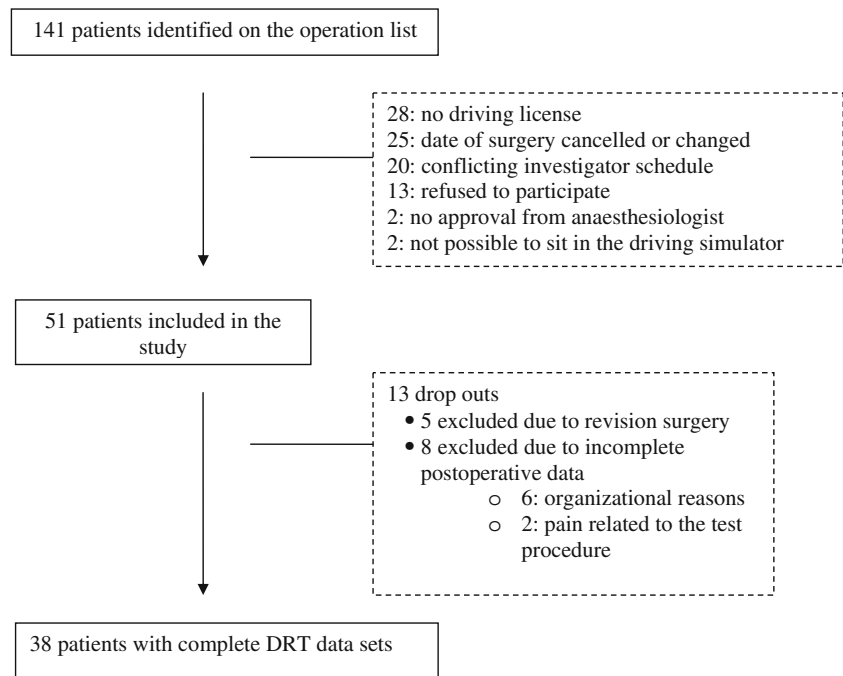 141 patients identified on the operation list
28: no driving license
25: date of surgery cancelled or changed
20: conflicting investigator schedule
13: refused to participate
2: no approval from anaesthesiologist
2: not possible to sit in the driving simulator
51 patients included in the
study
13 drop outs
• 5 excluded due to revision surgery
• 8 excluded due to incomplete
postoperative data
o 6: organizational reasons
o 2: pain related to the test
procedure
38 patients with complete DRT data sets